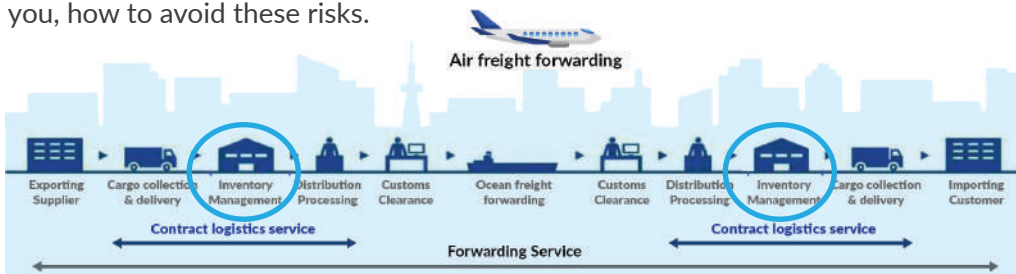 you, how to avoid these risks.
Air freight forwarding
Exporting Supplier
Cargo collection & delivery
Inventory Management
Distribution Processing
Customs Clearance
Ocean freight forwarding
Customs Clearance
Distribution Processing
Inventory Management
Cargo collection & delivery
Importing Customer
Contract logistics service
Contract logistics service
Forwarding Service